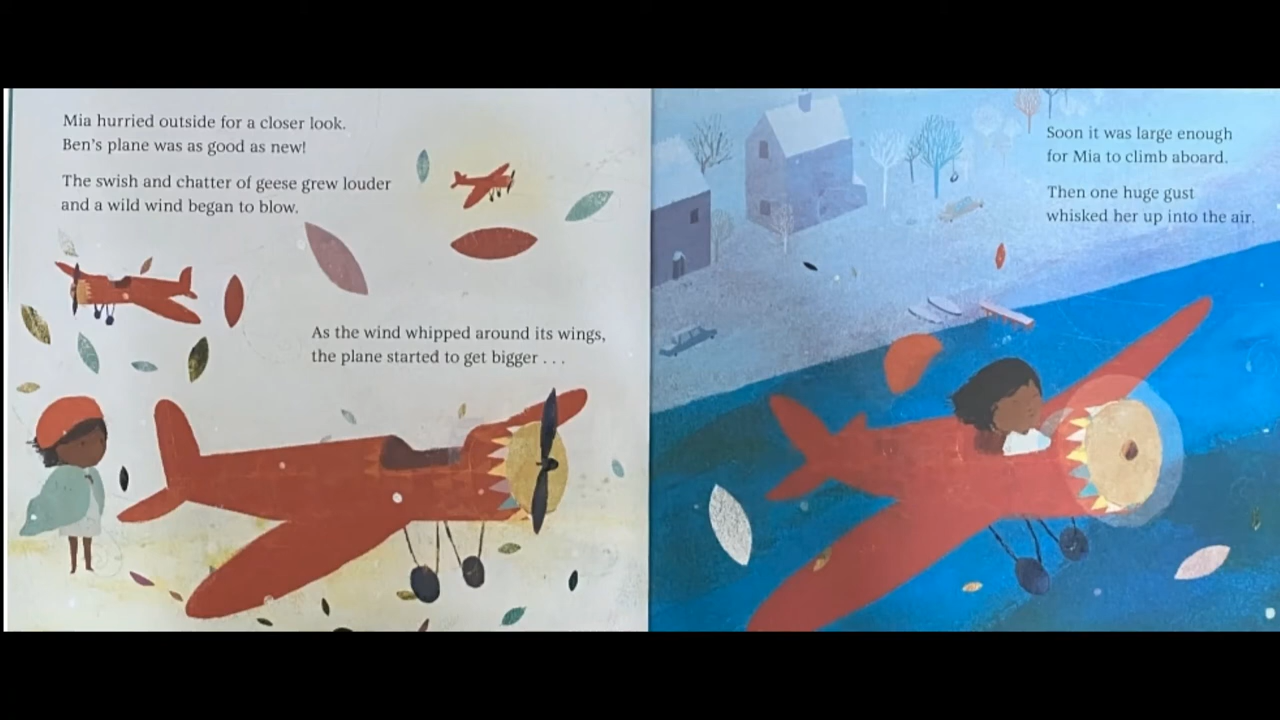 Mia hurried outside for a closer look.
Ben's plane was as good as new!
The swish and chatter of geese grew louder
and a wild wind began to blow.
As the wind whipped around its wings,
the plane started to get bigger . . .
Soon it was large enough
for Mia to climb aboard.
Then one huge gust
whisked her up into the air.